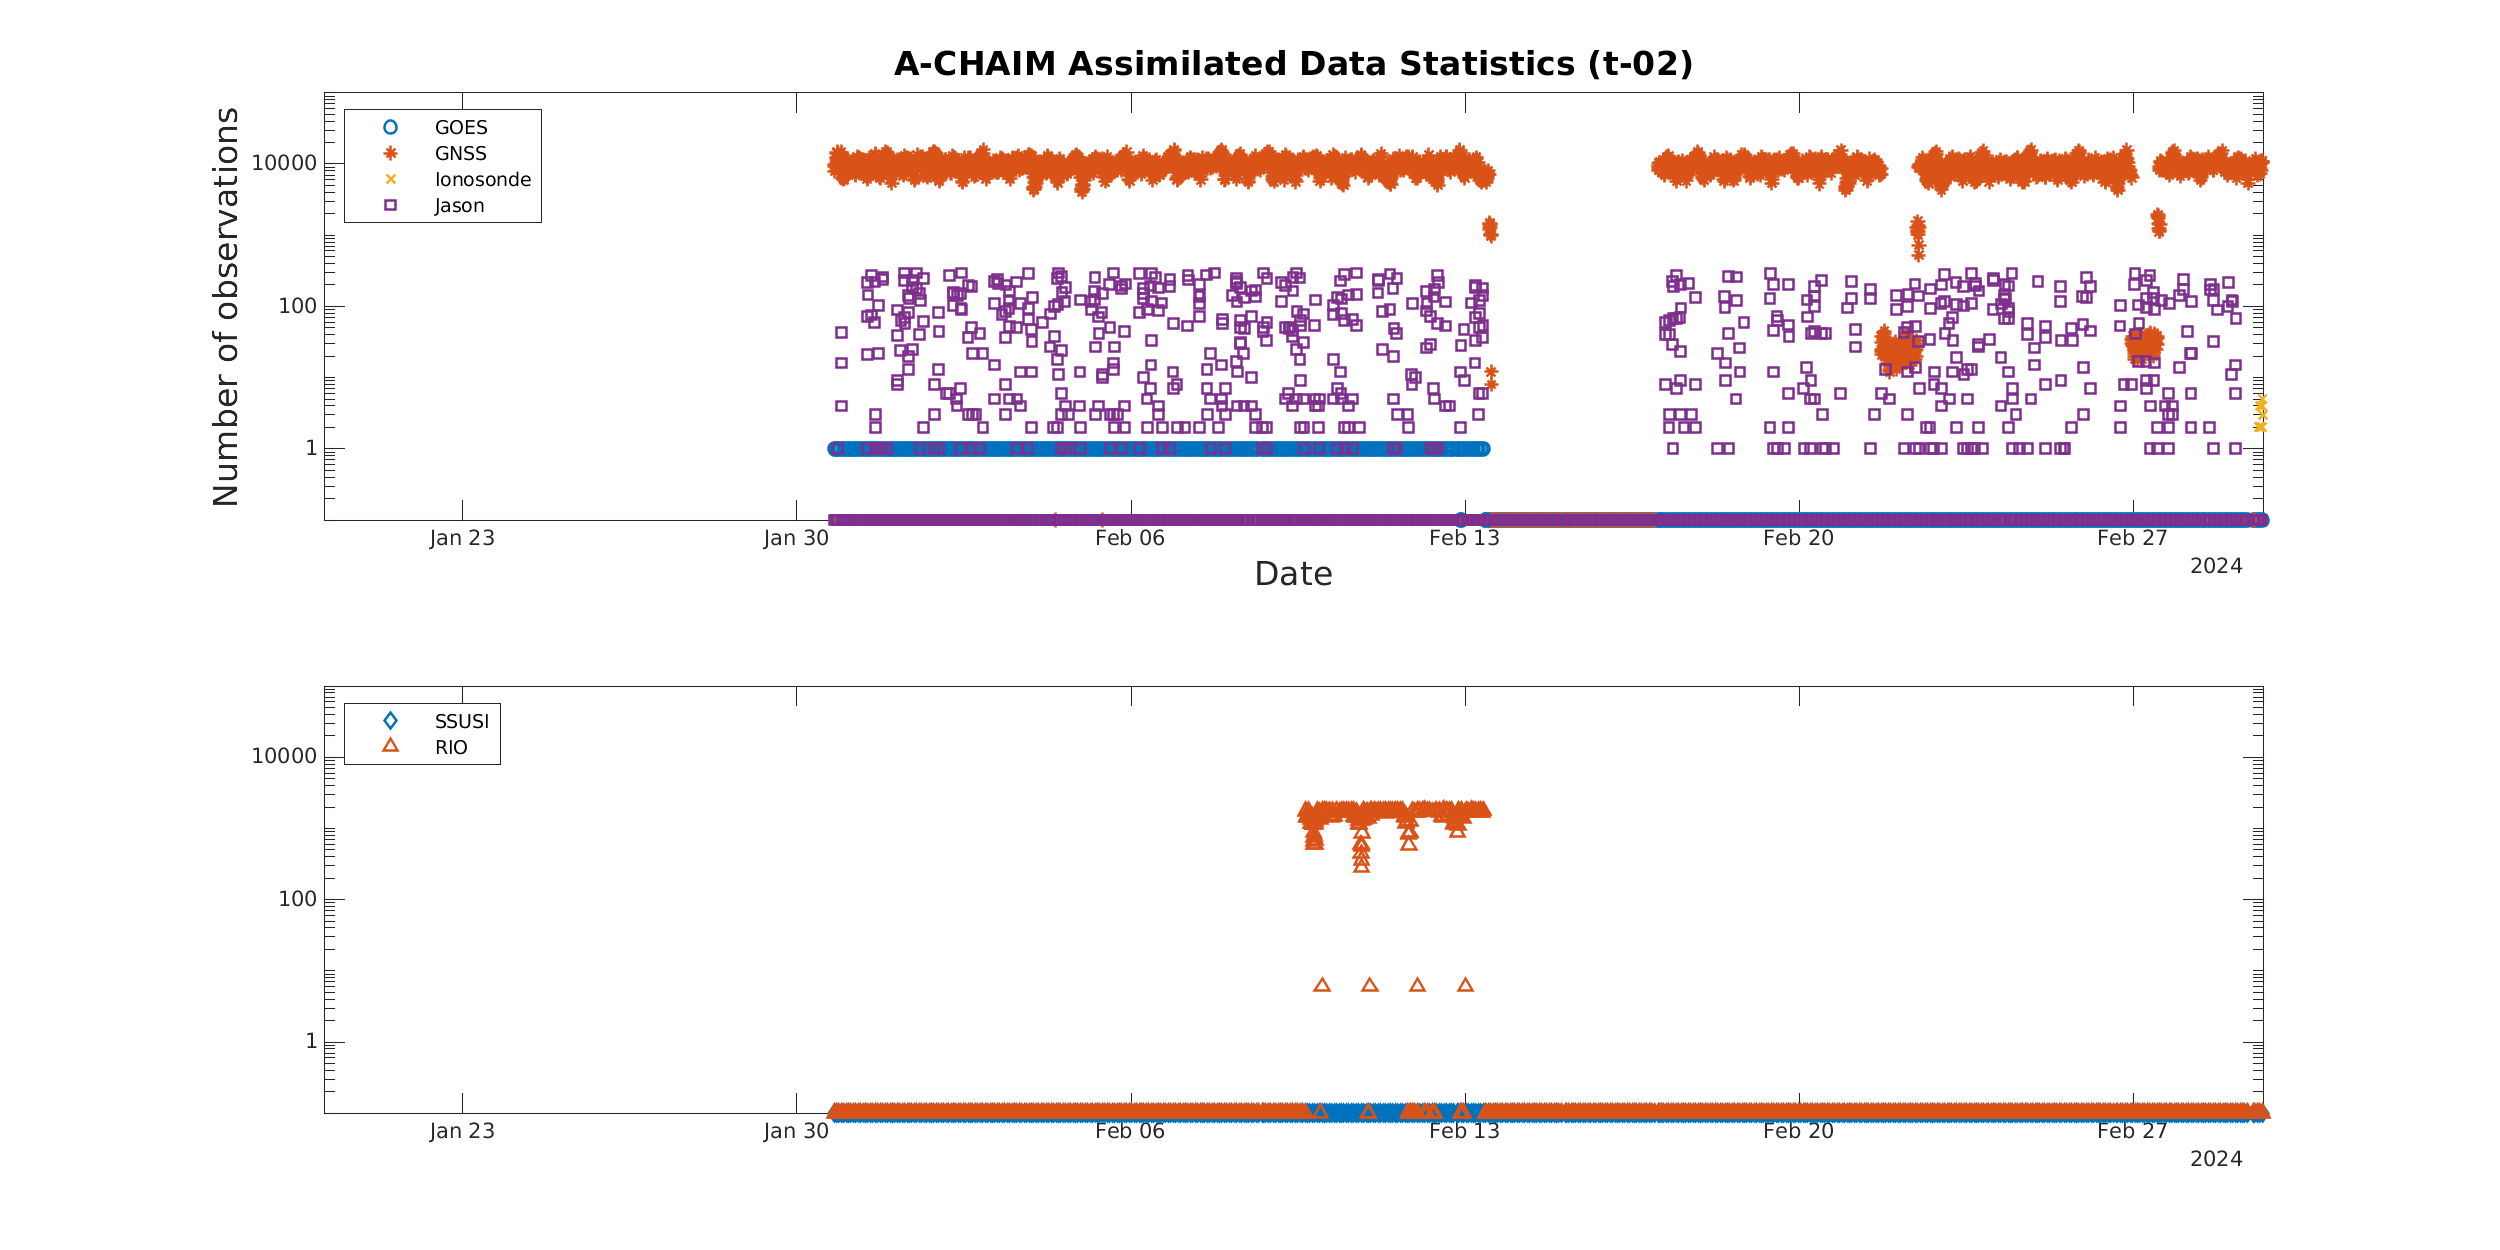 A-CHAIM Assimilated Data Statistics (t-02)
Number of observations
10000
100
1
GOES
GNSS
Ionosonde
Jason
Jan 23
Jan 30
Feb 06
Feb 13
Feb 20
Feb 27
2024
Date
10000
100
1
SSUSI
RIO
Jan 23
Jan 30
Feb 06
Feb 13
Feb 20
Feb 27
2024